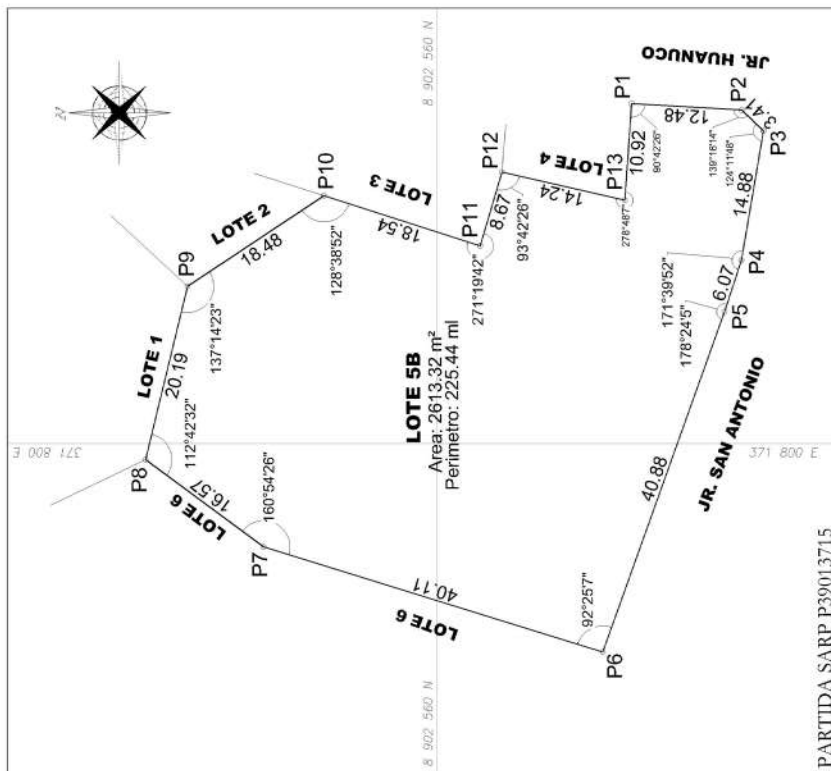 N
8 902 560 N
JR. HUANUCO
P1
P2
12.48
3.41
P3
90°42'26"
139°18'14"
124°11'48"
10.92
P13
278°48'7"
14.88
LOTE 4
14.24
P12
93°42'26"
8.67
P11
271°19'42"
LOTE 3
18.54
P10
128°38'52"
LOTE 2
18.48
P9
137°14'23"
LOTE 1
20.19
P8
112°42'32"
371 800 E
16.57
LOTE 6
160°54'26"
P7
LOTE 5B
Area: 2613.32 m²
Perimetro: 225.44 ml
171°39'52"
178°24'5"
P4
6.07
P5
40.88
JR. SAN ANTONIO
371 800 E
40.11
LOTE 6
92°25'7"
P6
8 902 560 N
PARTIDA SARP P39013715